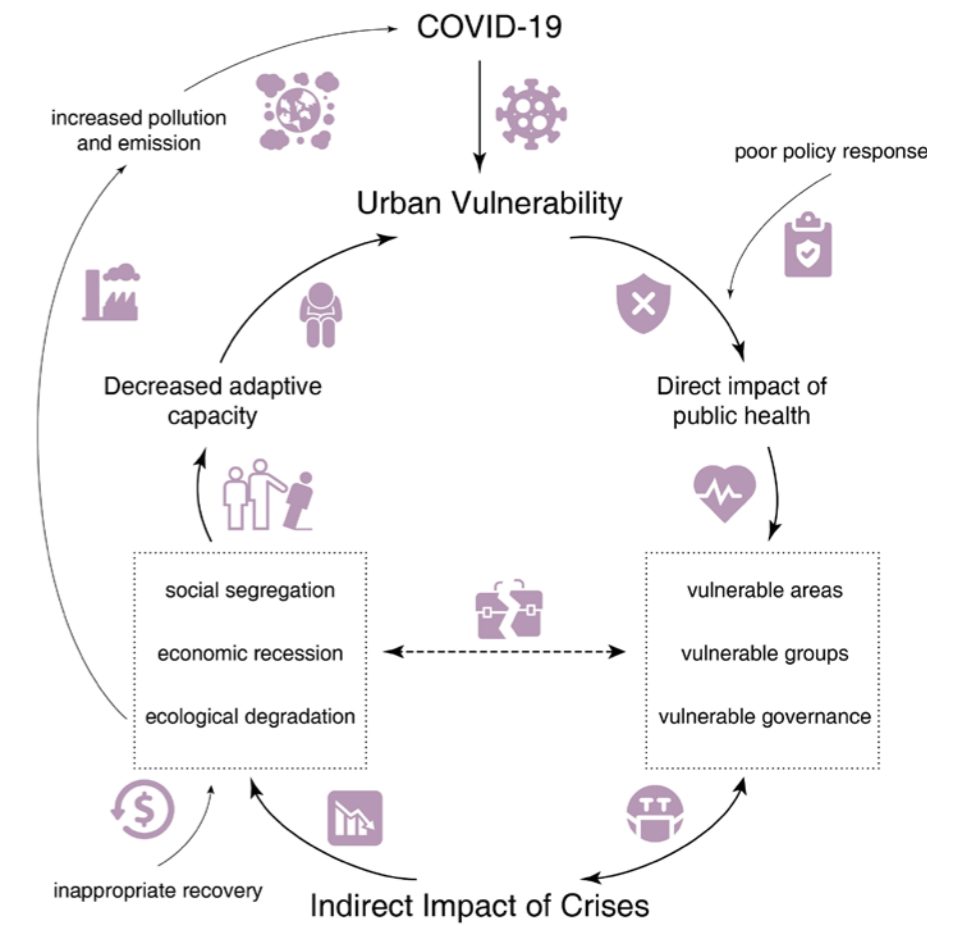 COVID-19
increased pollution
and emission
poor policy response
Urban Vulnerability
Decreased adaptive
capacity
Direct impact of
public health
social segregation
economic recession
ecological degradation
vulnerable areas
vulnerable groups
vulnerable governance
inappropriate recovery
Indirect Impact of Crises